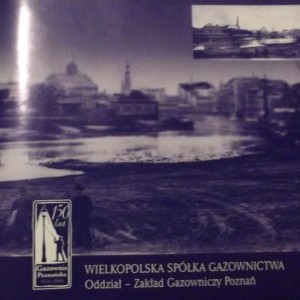 150
lat
Gazownia
Poznańska
WIELKOPOLSKA SPÓŁKA GAZOWNICTWA
Oddział – Zakład Gazowniczy Poznań